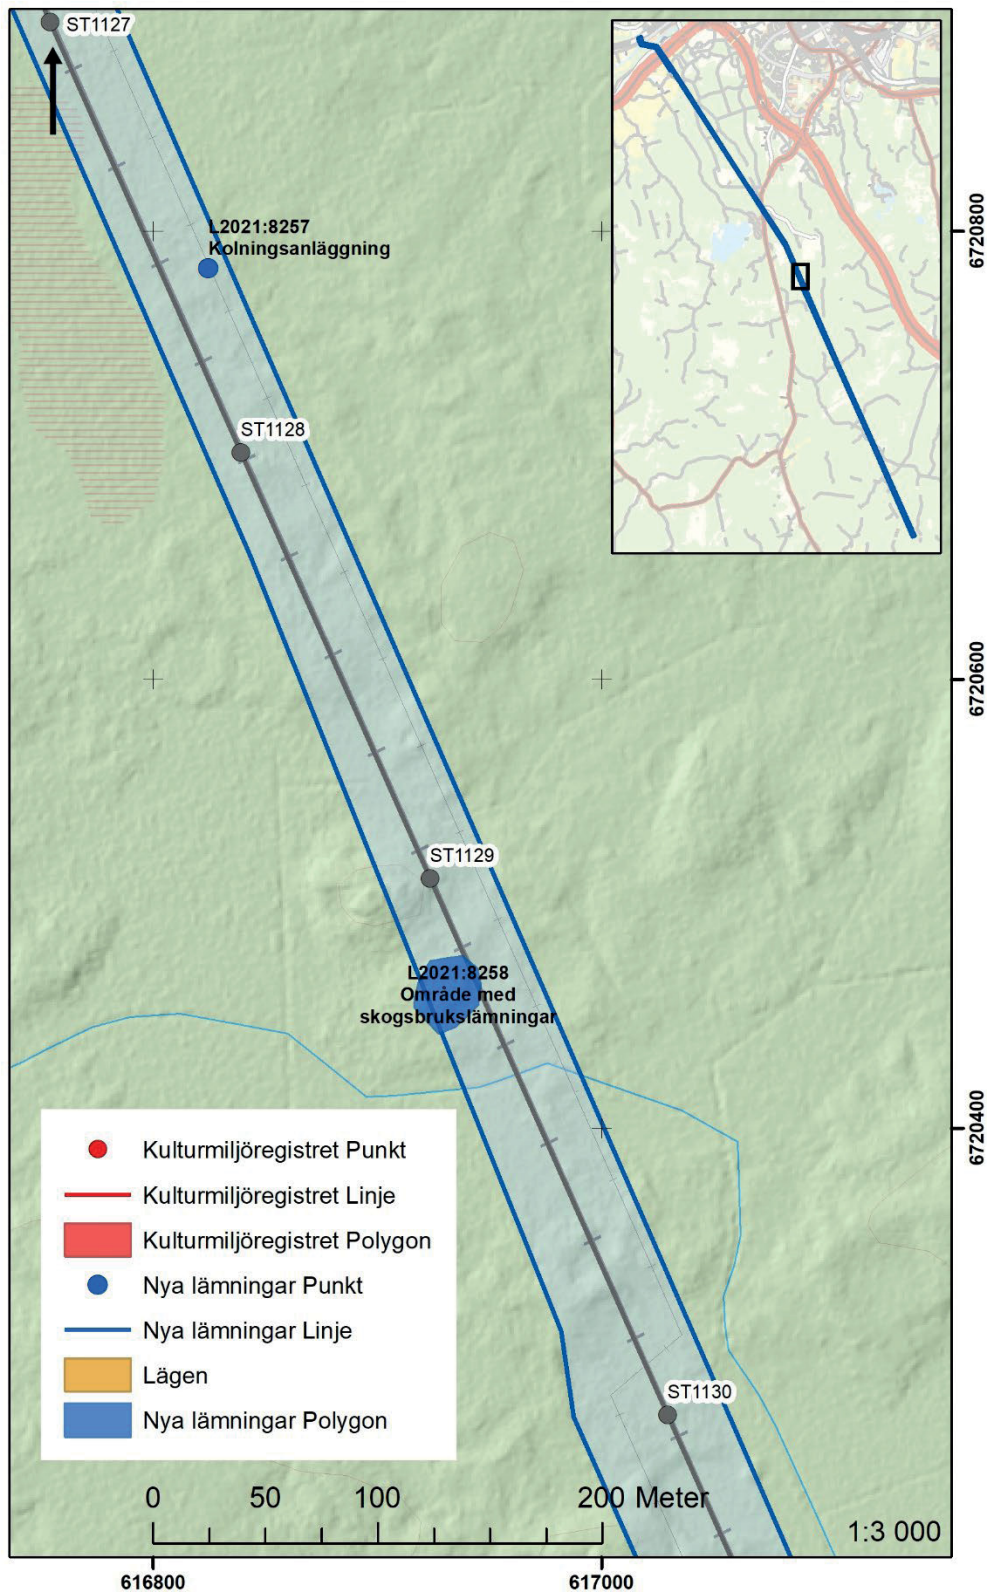 ST1127
L2021:8257
Kolningsanläggning
6720800
ST1128
6720600
ST1129
L2021:8258
Område med
skogsbrukslämningar
6720400
Kulturmiljöregistret Punkt
Kulturmiljöregistret Linje
Kulturmiljöregistret Polygon
Nya lämningar Punkt
Nya lämningar Linje
Lägen
Nya lämningar Polygon
ST1130
0 50 100 200 Meter
1:3 000
616800 617000